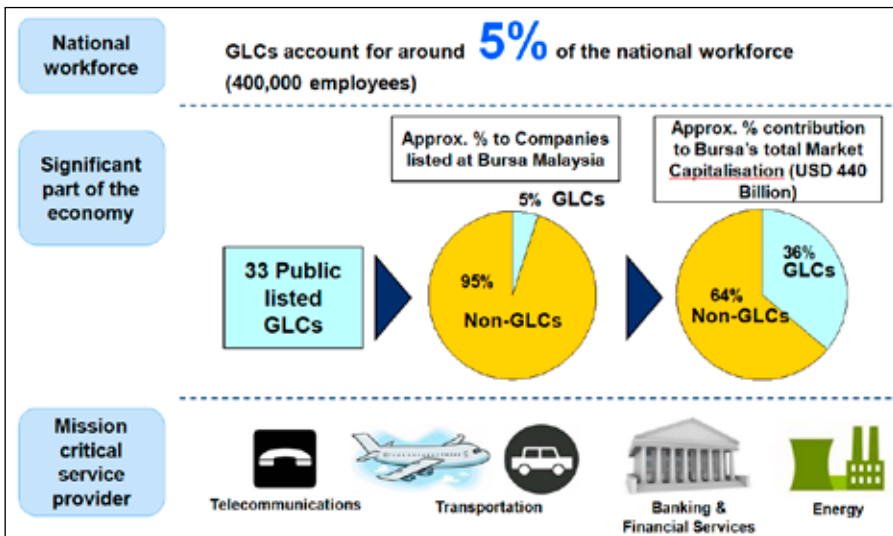 National
workforce
GLCs account for around 5% of the national workforce
(400,000 employees)
Significant
part of the
economy
Approx. % to Companies
listed at Bursa Malaysia
Approx. % contribution
to Bursa's total Market
Capitalisation (USD 440
Billion)
33 Public
listed
GLCs
5% GLCs
95%
Non-GLCs
36%
GLCs
64%
Non-GLCs
Mission
critical
service
provider
Telecommunications
Transportation
Banking &
Financial Services
Energy